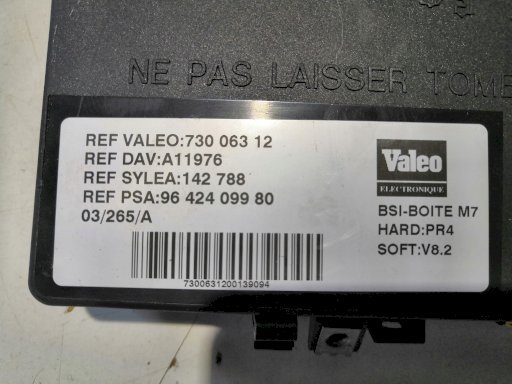 NE PAS LAISSER TOMBE
REF VALEO:730 063 12
REF DAV:A11976
REF SYLEA:142 788
REF PSA:96 424 099 80
03/265/A
7300631200139094
Valeo
ELECTRONIQUE
BSI-BOITE M7
HARD:PR4
SOFT:V8.2